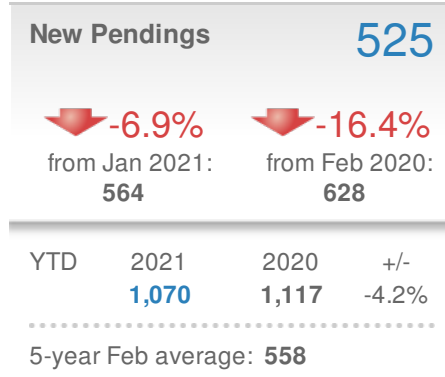 New Pendings 525
-6.9% -16.4%
from Jan 2021: from Feb 2020:
564 628
YTD 2021 2020 +/-
1,070 1,117 -4.2%
5-year Feb average: 558